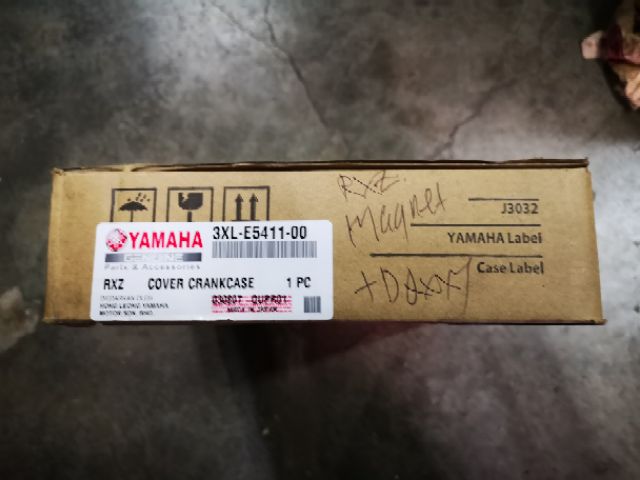 YAMAHA
GENUINE
Parts & Accessories
3XL-E5411-00
RXZ COVER CRANKCASE 1 PC
HONG LEONG YAMAHA
MOTOR SDN BHD
MADE IN JAPAN
RXZ
Magnet
J3032
YAMAHA Label
Case Label